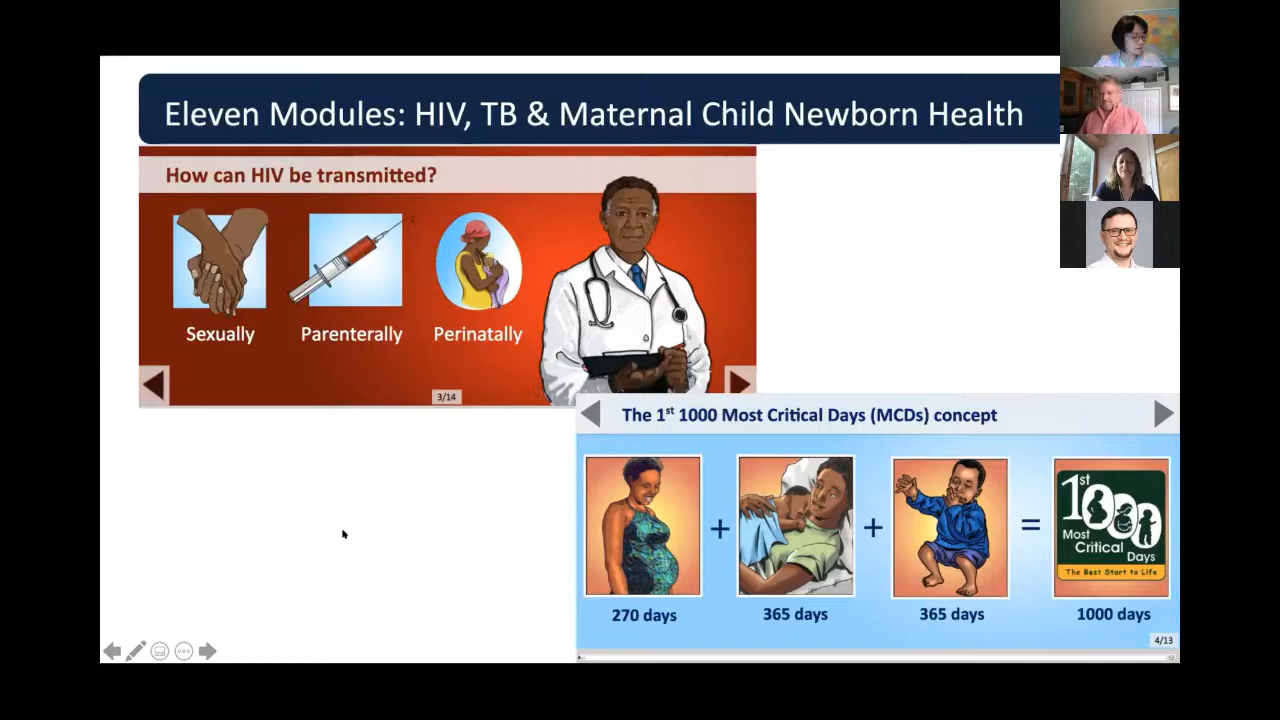 Eleven Modules: HIV, TB & Maternal Child Newborn Health
How can HIV be transmitted?
Sexually
Parenterally
Perinatally
3/14
The 1st 1000 Most Critical Days (MCDs) concept
+
+
=
1st
1000
Most
Critical
Days
The Best Start to Life
270 days
365 days
365 days
1000 days
4/13